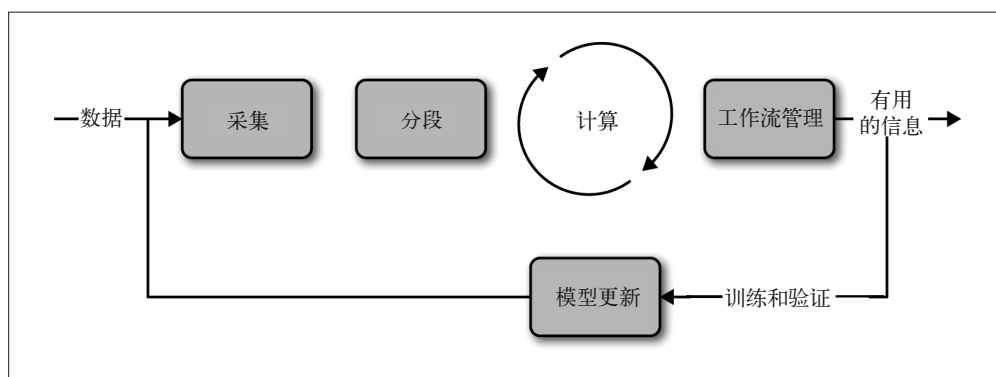 数据
采集
分段
计算
工作流管理
有用
的信息
模型更新
训练和验证